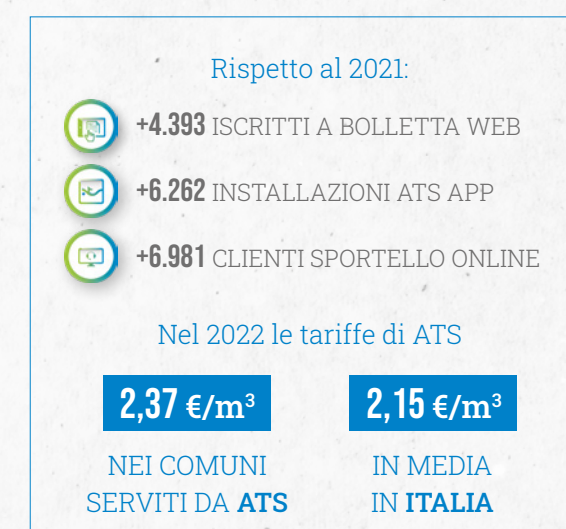 Rispetto al 2021:
+4.393 ISCRITTI A BOLLETTA WEB
+6.262 INSTALLAZIONI ATS APP
+6.981 CLIENTI SPORTELLO ONLINE
Nel 2022 le tariffe di ATS
2,37 €/m³
NEI COMUNI
SERVITI DA ATS
2,15 €/m³
IN MEDIA
IN ITALIA